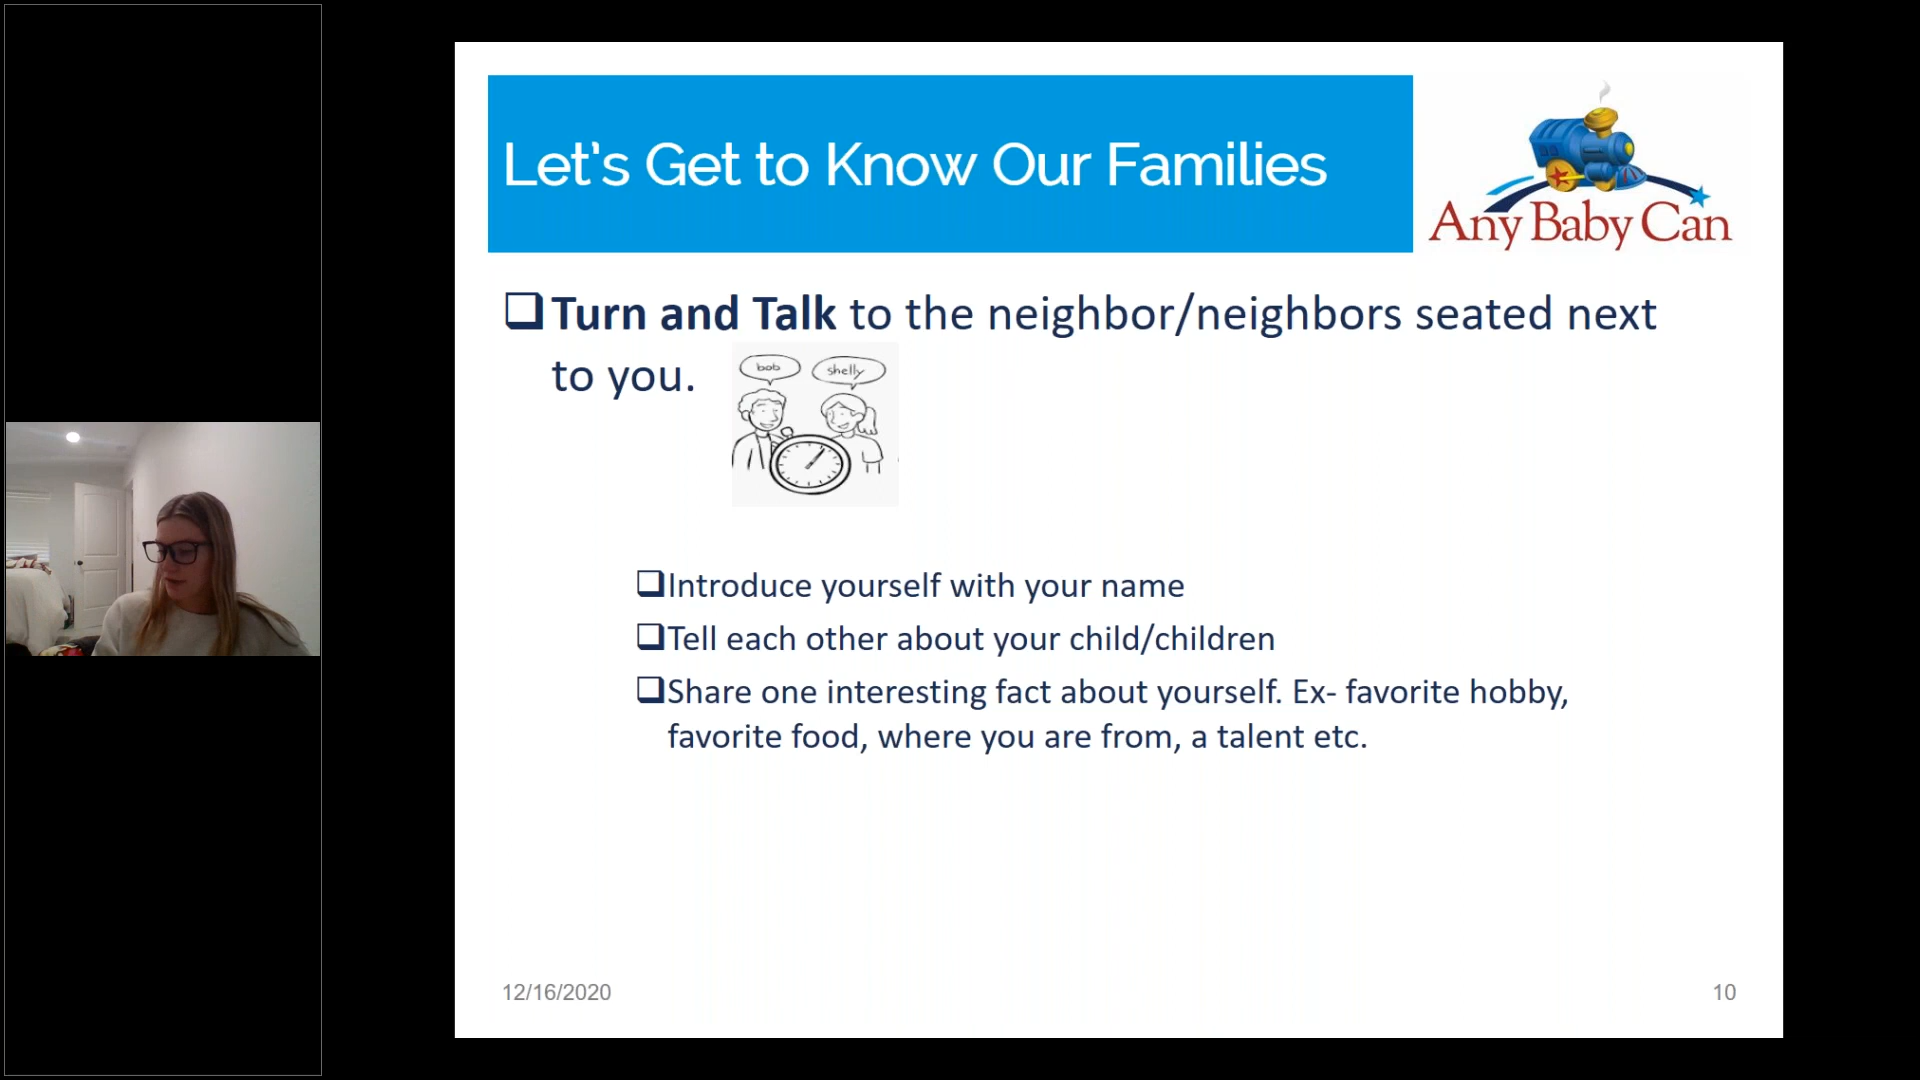 Let's Get to Know Our Families
Any Baby Can
❑Turn and Talk to the neighbor/neighbors seated next
to you.
bob
shelly
❑Introduce yourself with your name
❑Tell each other about your child/children
❑Share one interesting fact about yourself. Ex- favorite hobby,
favorite food, where you are from, a talent etc.
12/16/2020
10